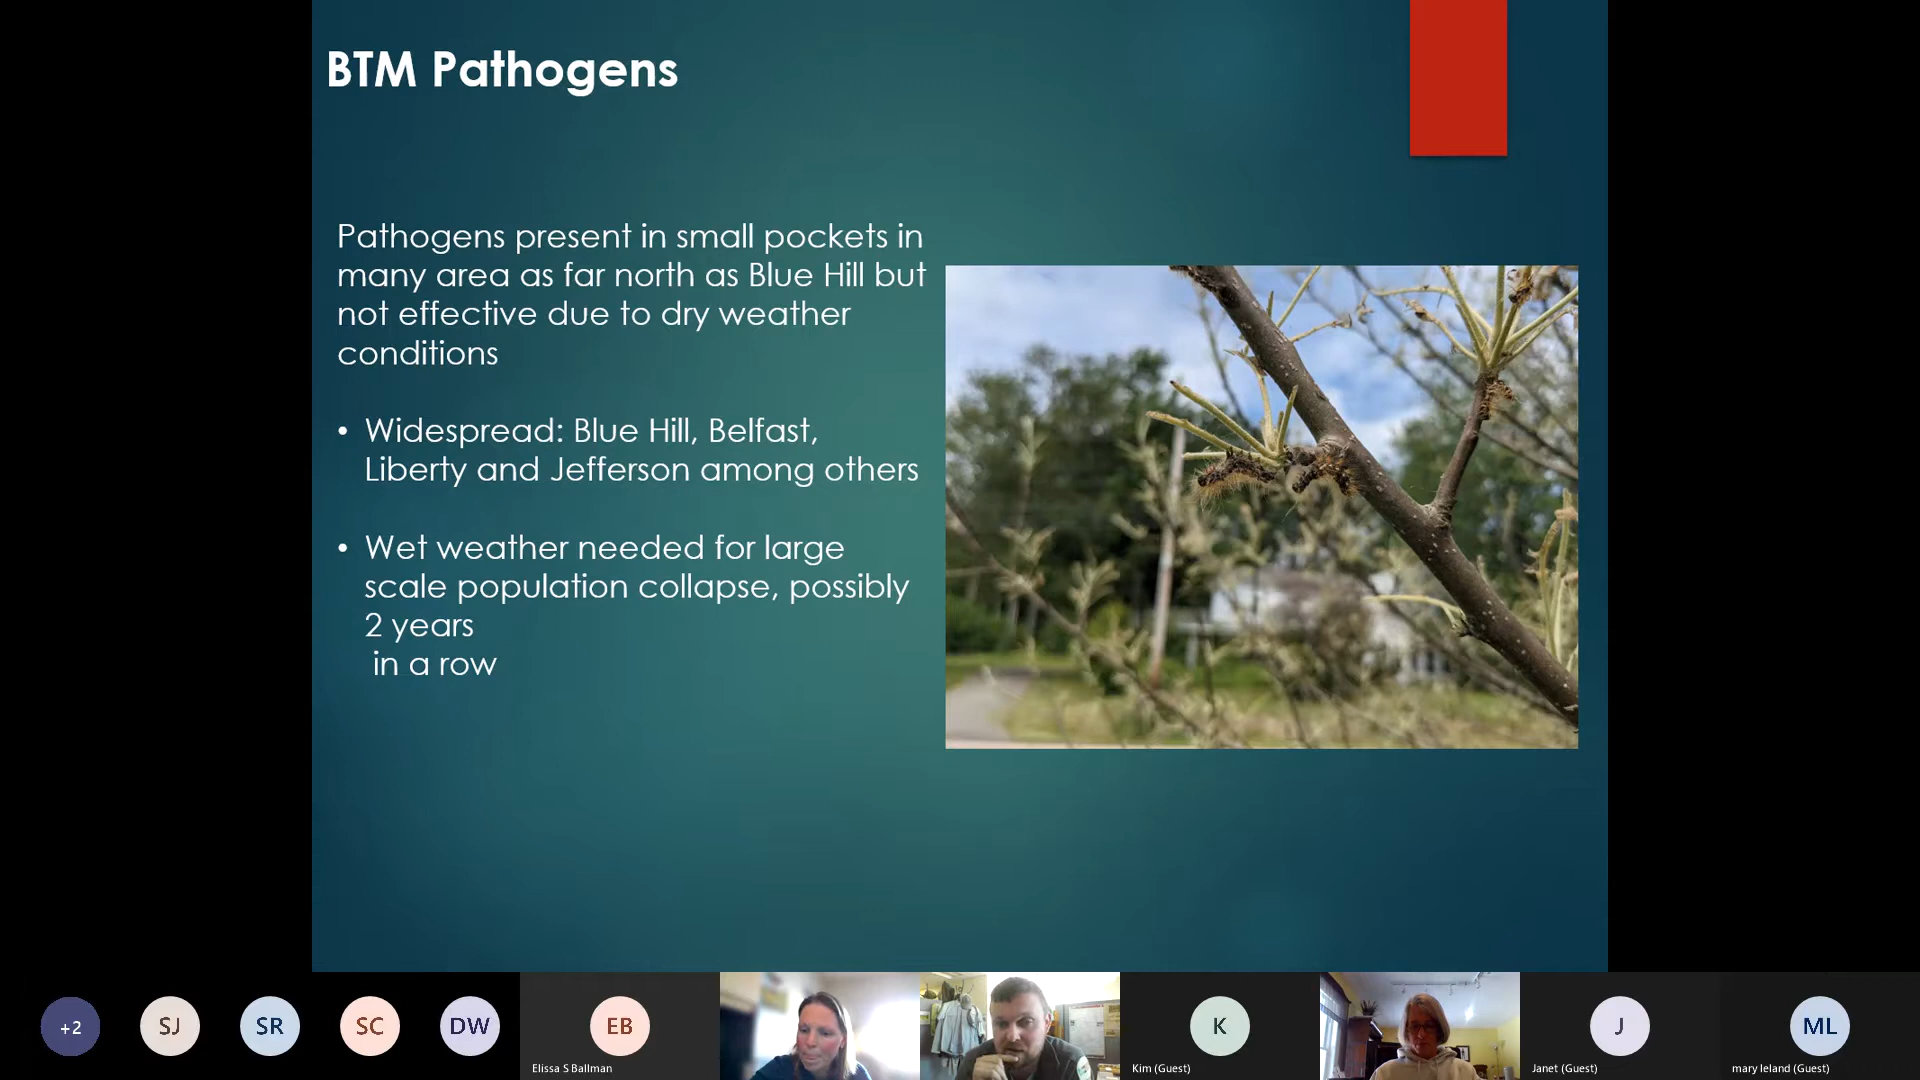 BTM Pathogens
Pathogens present in small pockets in
many area as far north as Blue Hill but
not effective due to dry weather
conditions
• Widespread: Blue Hill, Belfast,
Liberty and Jefferson among others
• Wet weather needed for large
scale population collapse, possibly
2 years
in a row
+2
SJ
SR
SC
DW
EB
Elissa S Ballman
K
Kim (Guest)
J
Janet (Guest)
ML
mary leland (Guest)